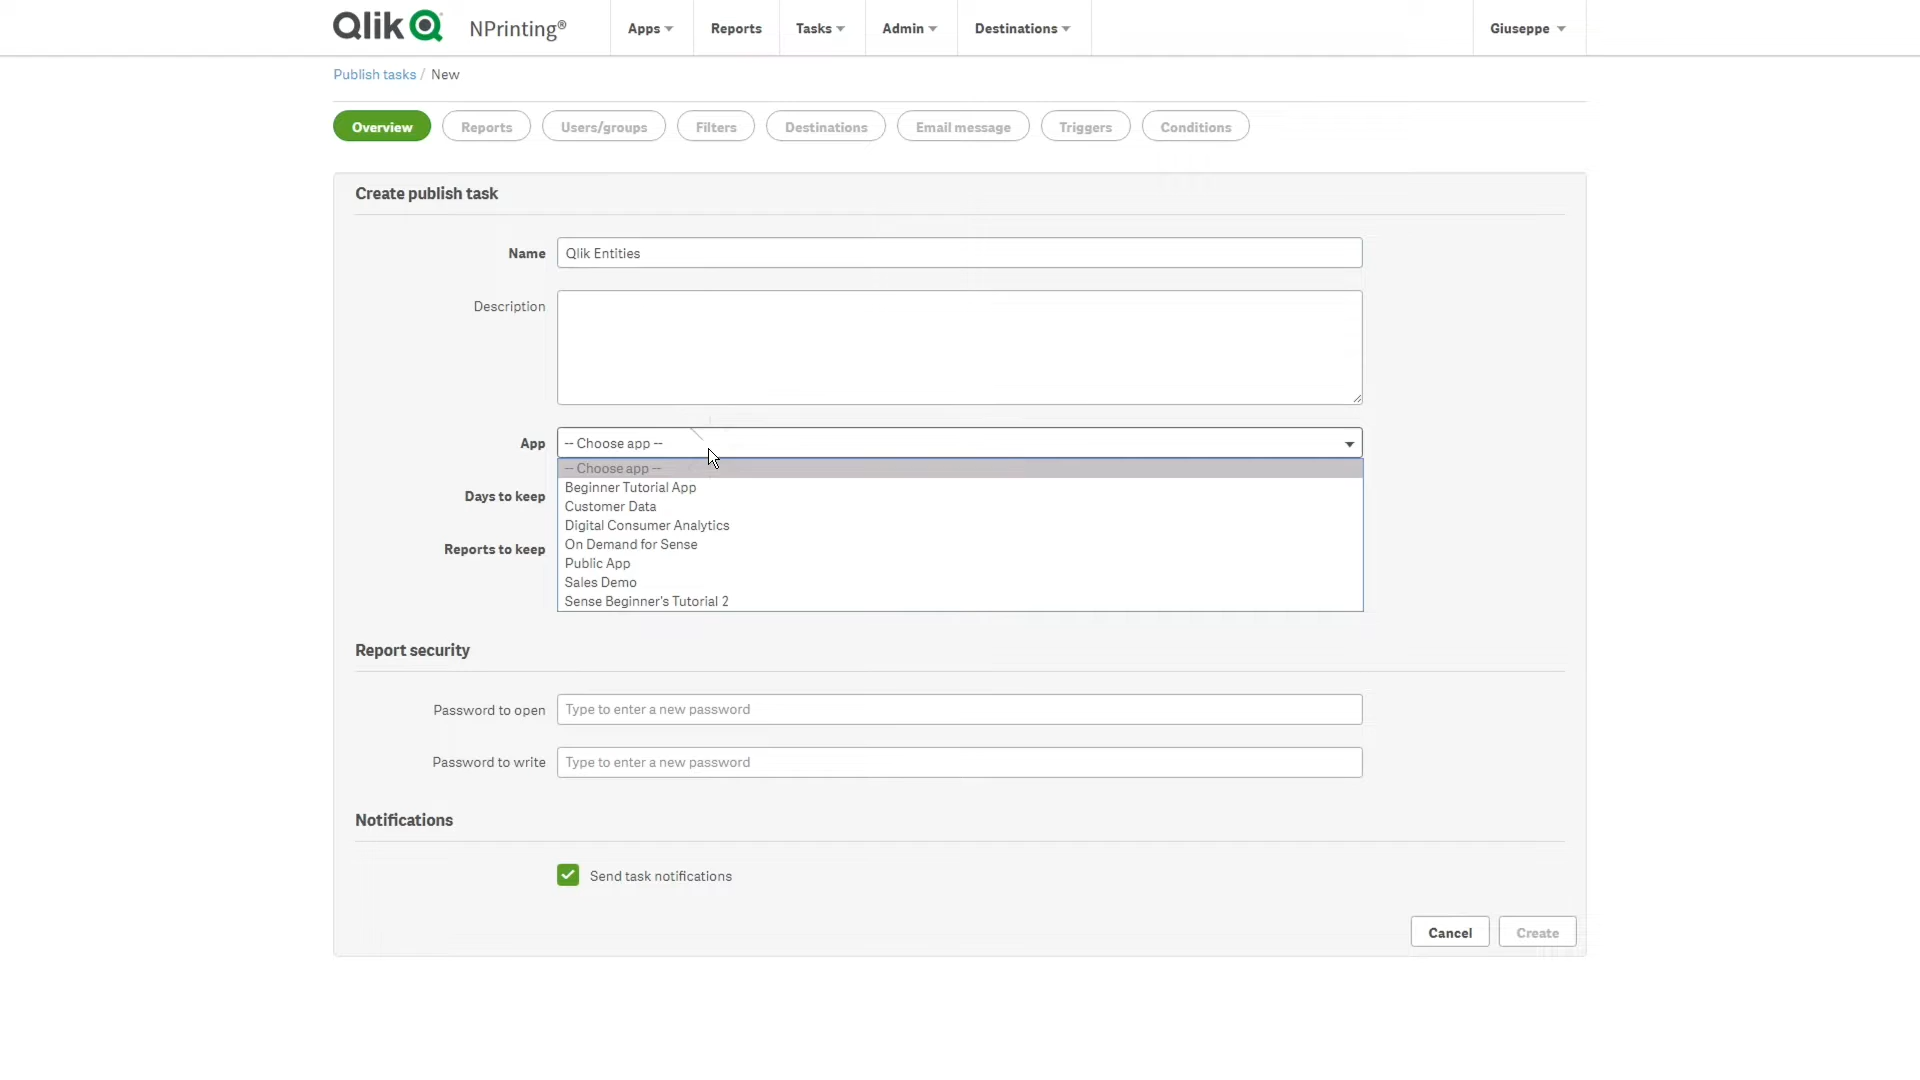 Qlik NPrinting® Apps Reports Tasks Admin Destinations Giuseppe
Publish tasks / New
Overview Reports Users/groups Filters Destinations Email message Triggers Conditions
Create publish task
Name Qlik Entities
Description
App -- Choose app --
-- Choose app --
Beginner Tutorial App
Days to keep
Customer Data
Digital Consumer Analytics
Reports to keep On Demand for Sense
Public App
Sales Demo
Sense Beginner's Tutorial 2
Report security
Password to open Type to enter a new password
Password to write Type to enter a new password
Notifications
Send task notifications
Cancel Create